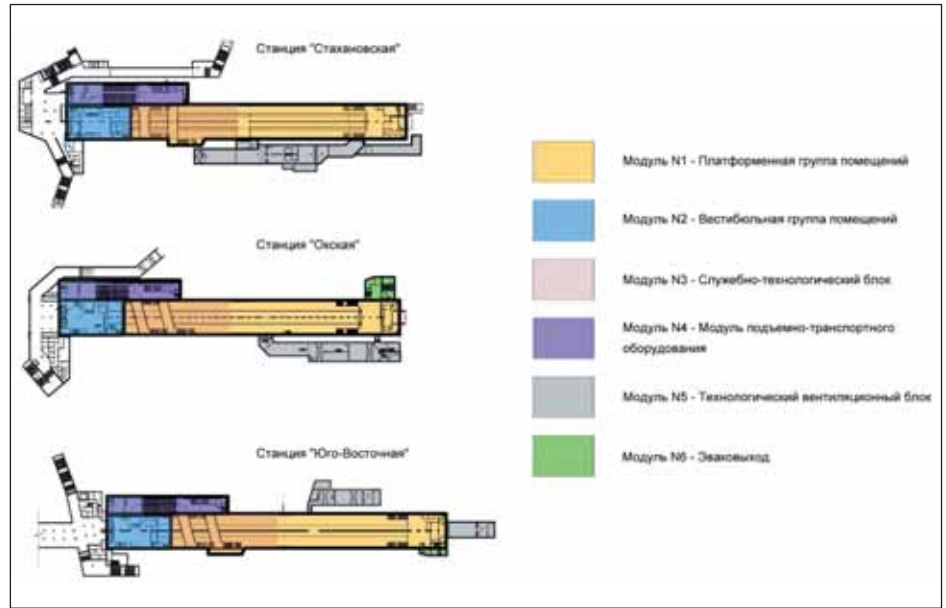 Станция "Стахановская"
Станция "Окская"
Станция "Юго-Восточная"
Модуль N1 - Платформенная группа помещений
Модуль N2 - Вестибюльная группа помещений
Модуль N3 - Служебно-технологический блок
Модуль N4 - Модуль подъемно-транспортного
оборудования
Модуль N5 - Технологический вентиляционный блок
Модуль N6 - Эваковыход